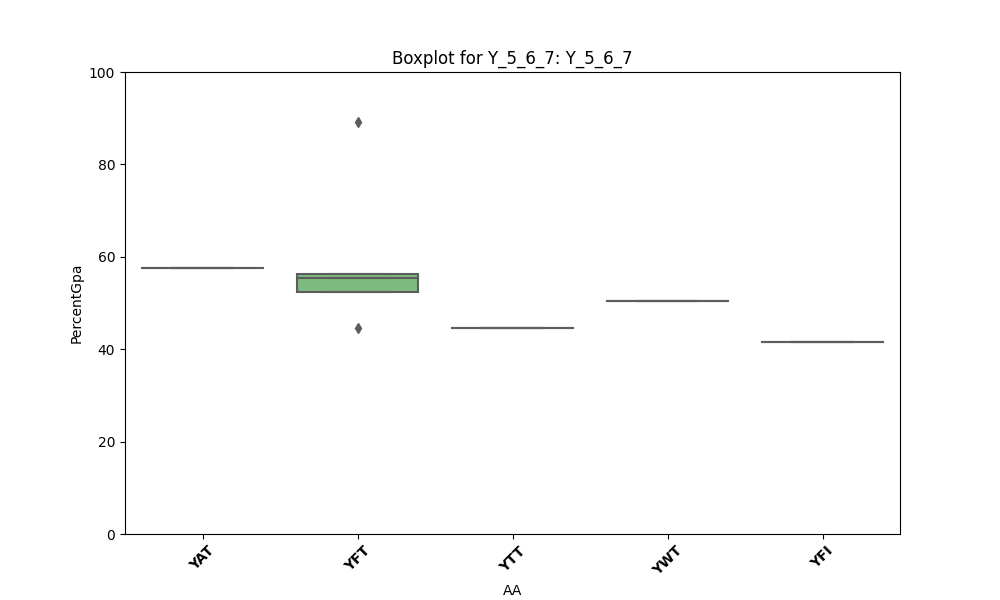 Boxplot for Y_5_6_7: Y_5_6_7
100
80
60
40
20
0
PercentGpa
YAT
YFT
YTT
YWT
YFI
AA